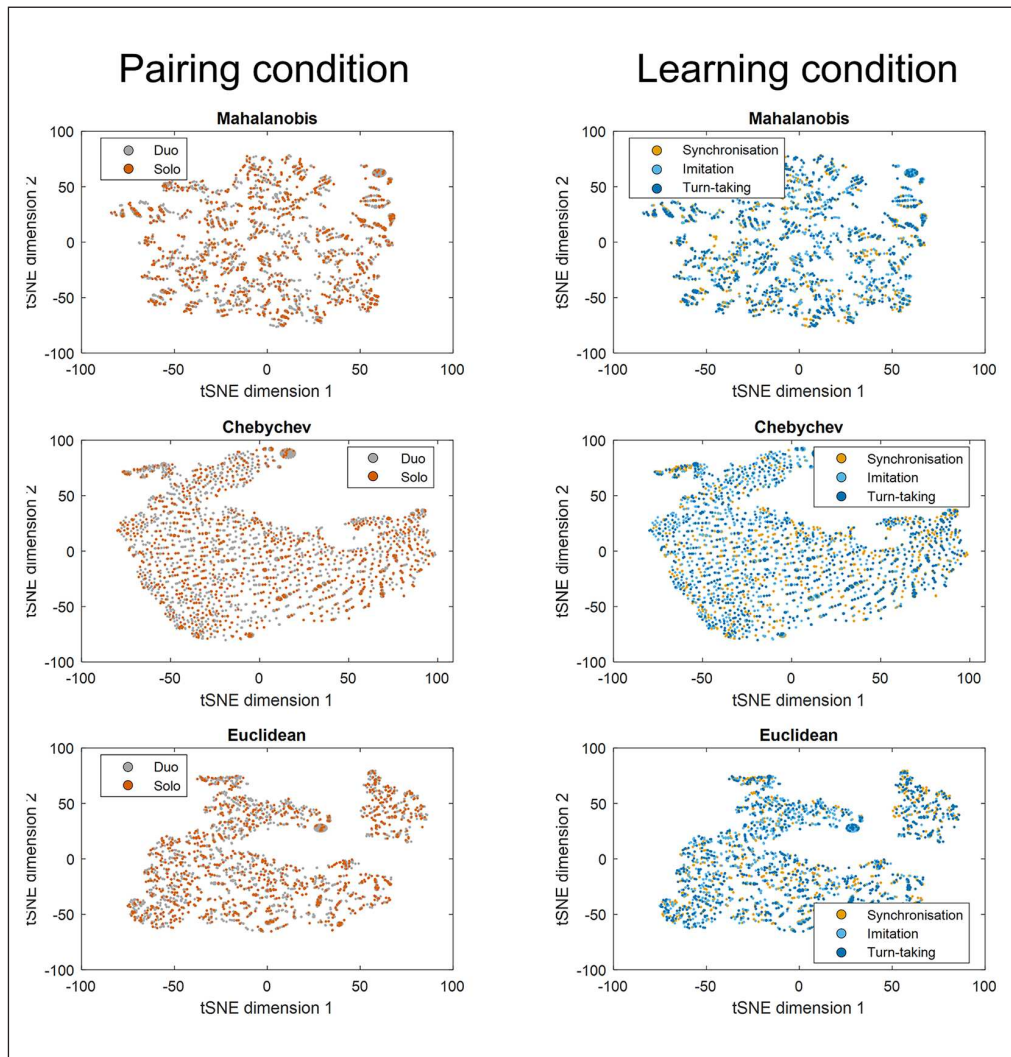 Pairing condition
Learning condition
Mahalanobis
100
50
0
-50
-100
-100
-50
0
50
100
tSNE dimension 2
tSNE dimension 1
Duo
Solo
Mahalanobis
100
50
0
-50
-100
-100
-50
0
50
100
tSNE dimension 2
tSNE dimension 1
Synchronisation
Imitation
Turn-taking
Chebychev
100
50
0
-50
-100
-100
-50
0
50
100
tSNE dimension 2
tSNE dimension 1
Duo
Solo
Chebychev
100
50
0
-50
-100
-100
-50
0
50
100
tSNE dimension 2
tSNE dimension 1
Synchronisation
Imitation
Turn-taking
Euclidean
100
50
0
-50
-100
-100
-50
0
50
100
tSNE dimension 2
tSNE dimension 1
Duo
Solo
Euclidean
100
50
0
-50
-100
-100
-50
0
50
100
tSNE dimension 2
tSNE dimension 1
Synchronisation
Imitation
Turn-taking